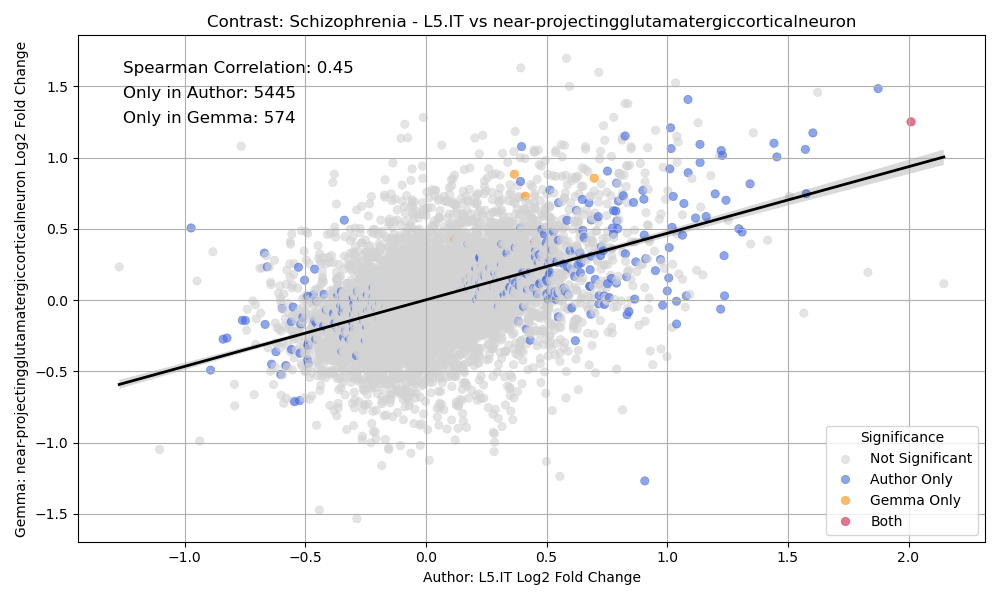 Contrast: Schizophrenia - L5.IT vs near-projectingglutamatergiccorticalneuron
Spearman Correlation: 0.45
Only in Author: 5445
Only in Gemma: 574
Gemma: near-projectingglutamatergiccorticalneuron Log2 Fold Change
1.5
1.0
0.5
0.0
−0.5
−1.0
−1.5
Significance
Not Significant
Author Only
Gemma Only
Both
−1.0 −0.5 0.0 0.5 1.0 1.5 2.0
Author: L5.IT Log2 Fold Change